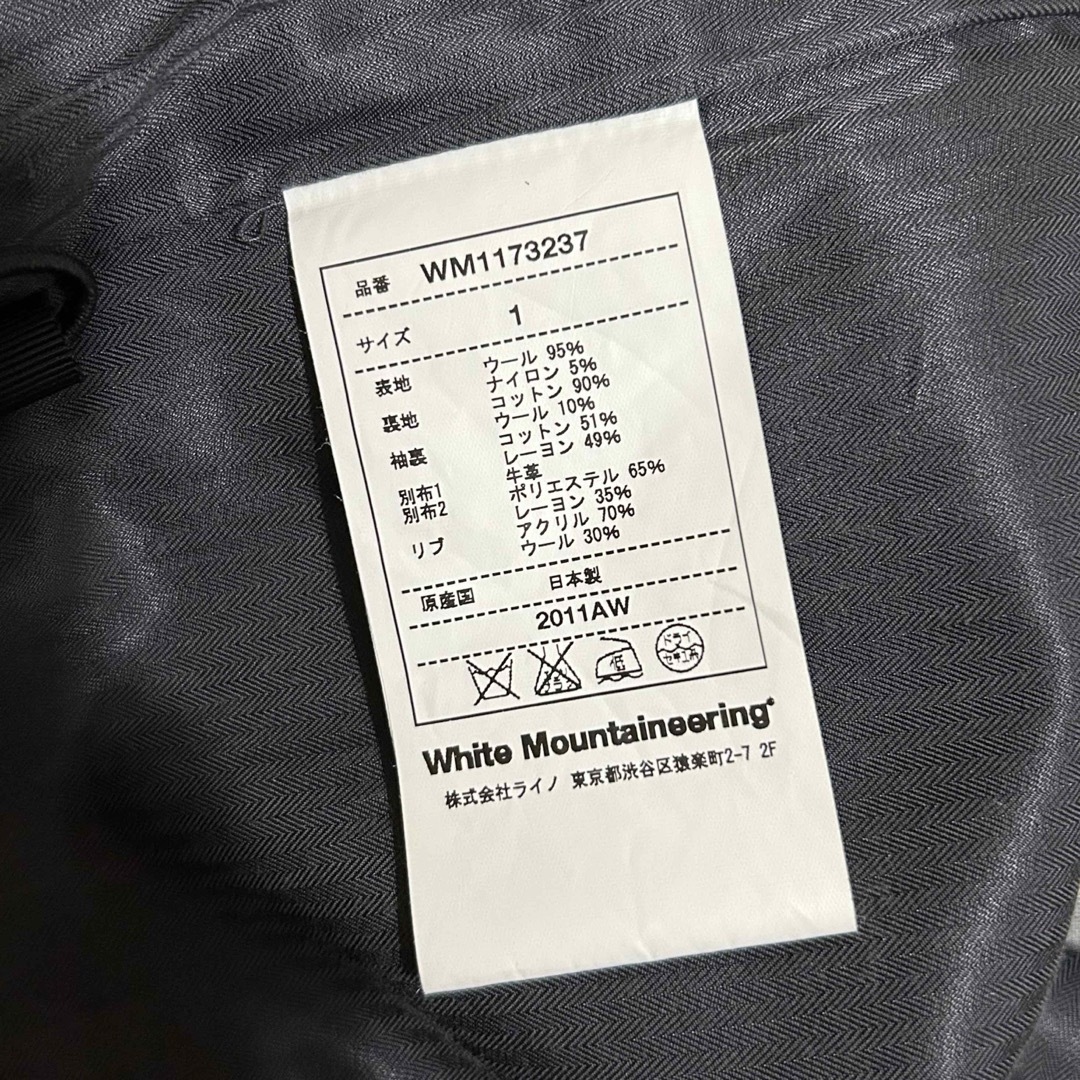 品番 WM1173237
サイズ 1
表地 ウール 95%
ナイロン 5%
裏地 コットン 90%
ウール 10%
袖裏 コットン 51%
レーヨン 49%
別布1 牛革
別布2 ポリエステル 65%
レーヨン 35%
リブ アクリル 70%
ウール 30%
原産国 日本製
2011AW
低 ドライ セキユ系
White Mountaineering*
株式会社ライノ 東京都渋谷区猿楽町2-7 2F